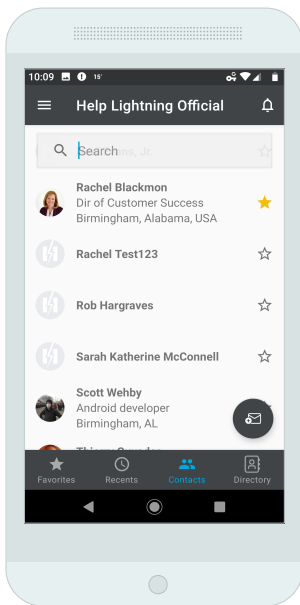 10:09 15°
Help Lightning Official
Search
Rachel Blackmon
Dir of Customer Success
Birmingham, Alabama, USA
Rachel Test123
Rob Hargraves
Sarah Katherine McConnell
Scott Wehby
Android developer
Birmingham, AL
Favorites Recents Contacts Directory